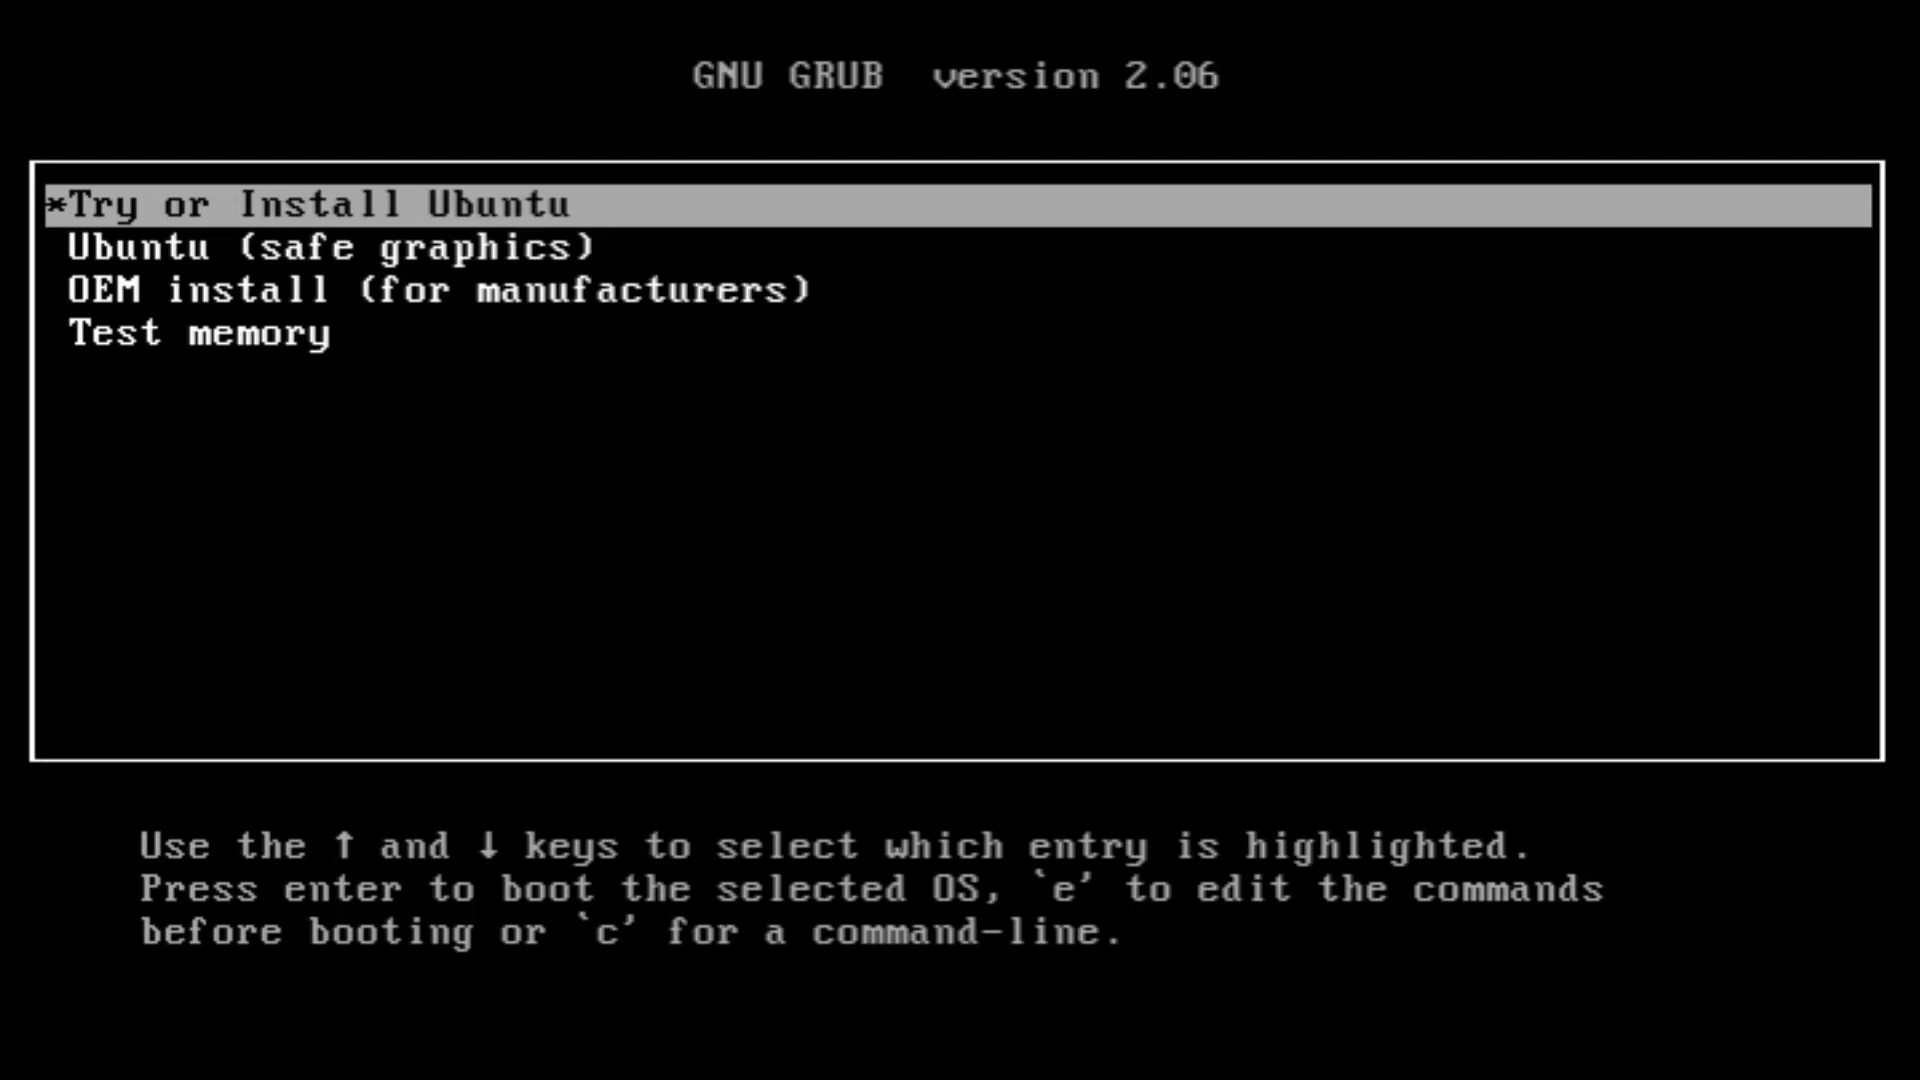 GNU GRUB  version 2.06
*Try or Install Ubuntu
Ubuntu (safe graphics)
OEM install (for manufacturers)
Test memory
Use the ↑ and ↓ keys to select which entry is highlighted.
Press enter to boot the selected OS, `e' to edit the commands
before booting or `c' for a command-line.